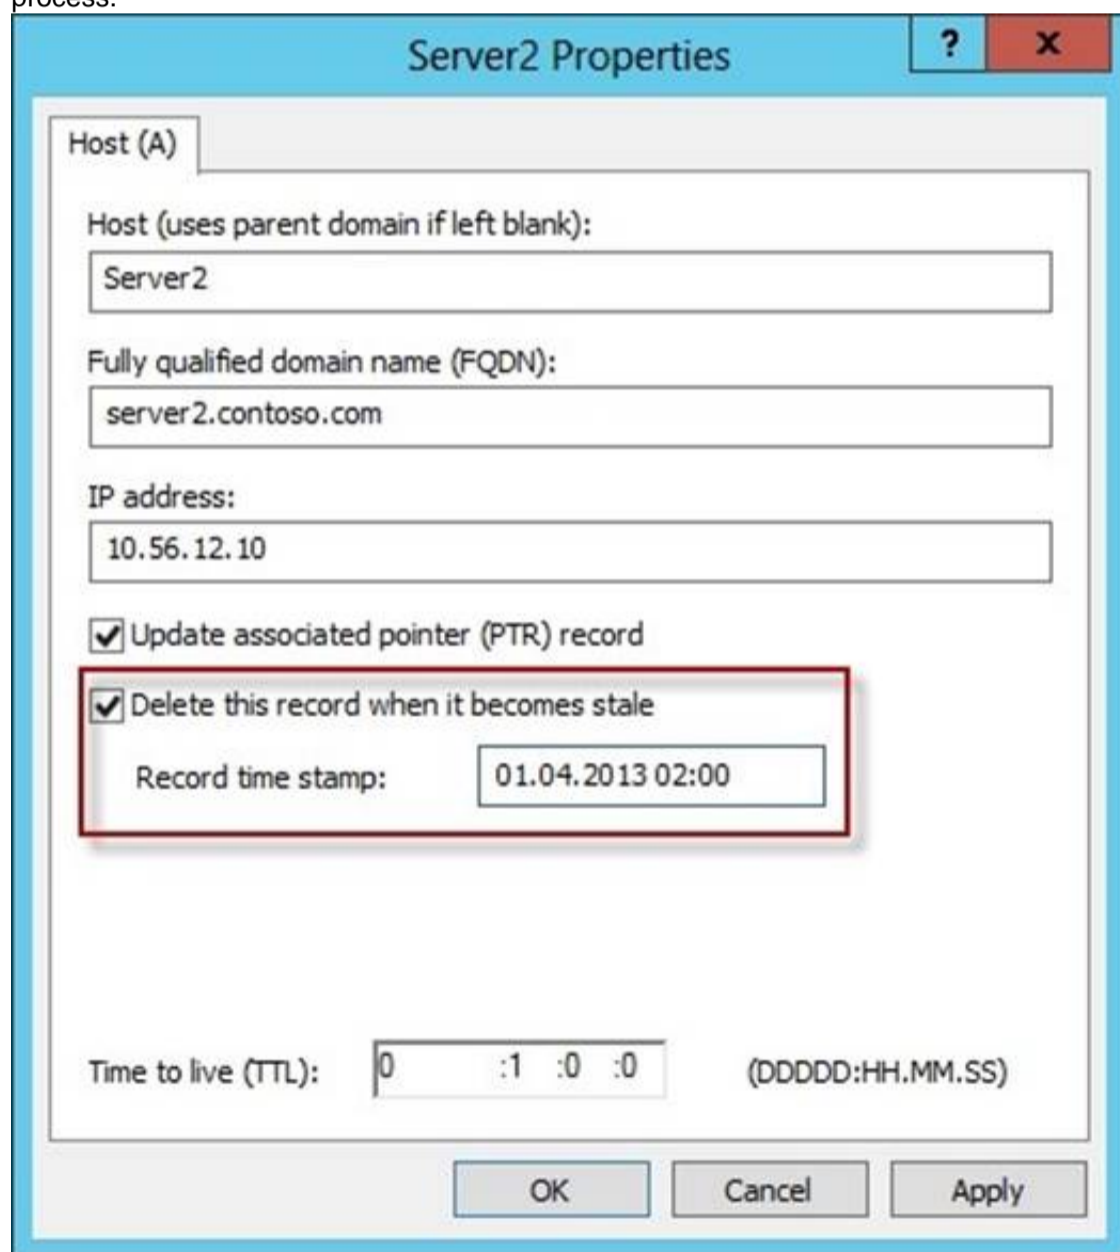 process.
Server2 Properties
?
x
Host (A)
Host (uses parent domain if left blank):
Server2
Fully qualified domain name (FQDN):
server2.contoso.com
IP address:
10.56.12.10
Update associated pointer (PTR) record
Delete this record when it becomes stale
Record time stamp: 01.04.2013 02:00
Time to live (TTL): 0 :1 :0 :0 (DDDDD:HH.MM.SS)
OK Cancel Apply